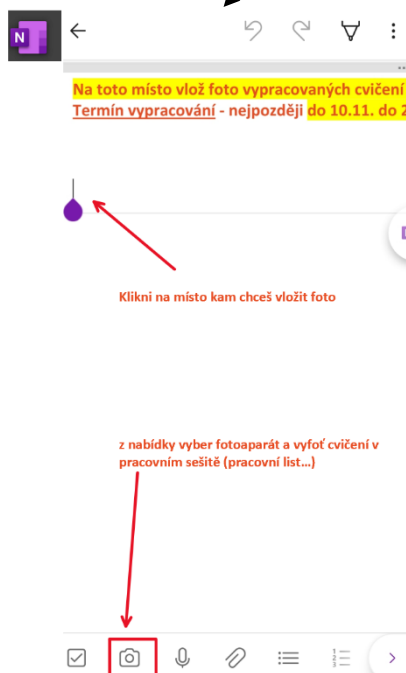 N
Na toto místo vlož foto vypracovaných cvičení
Termín vypracování - nejpozději do 10.11. do 2
Klikni na místo kam chceš vložit foto
z nabídky vyber fotoaparát a vyfoť cvičení v
pracovním sešitě (pracovní list...)